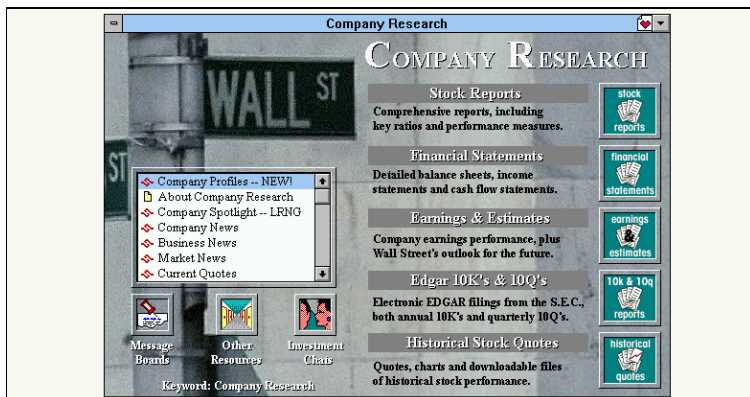 Company Research
COMPANY RESEARCH
WALL ST
ST
Company Profiles -- NEW!
About Company Research
Company Spotlight -- LRNG
Company News
Business News
Market News
Current Quotes
Message
Boards
Other
Resources
Investment
Chats
Keyword: Company Research
Stock Reports
Comprehensive reports, including
key ratios and performance measures.
stock
reports
Financial Statements
Detailed balance sheets, income
statements and cash flow statements.
financial
statements
Earnings & Estimates
Company earnings performance, plus
Wall Street's outlook for the future.
earnings
&
estimates
Edgar 10K's & 10Q's
Electronic EDGAR filings from the S.E.C.,
both annual 10K's and quarterly 10Q's.
10k & 10q
reports
Historical Stock Quotes
Quotes, charts and downloadable files
of historical stock performance.
historical
quotes